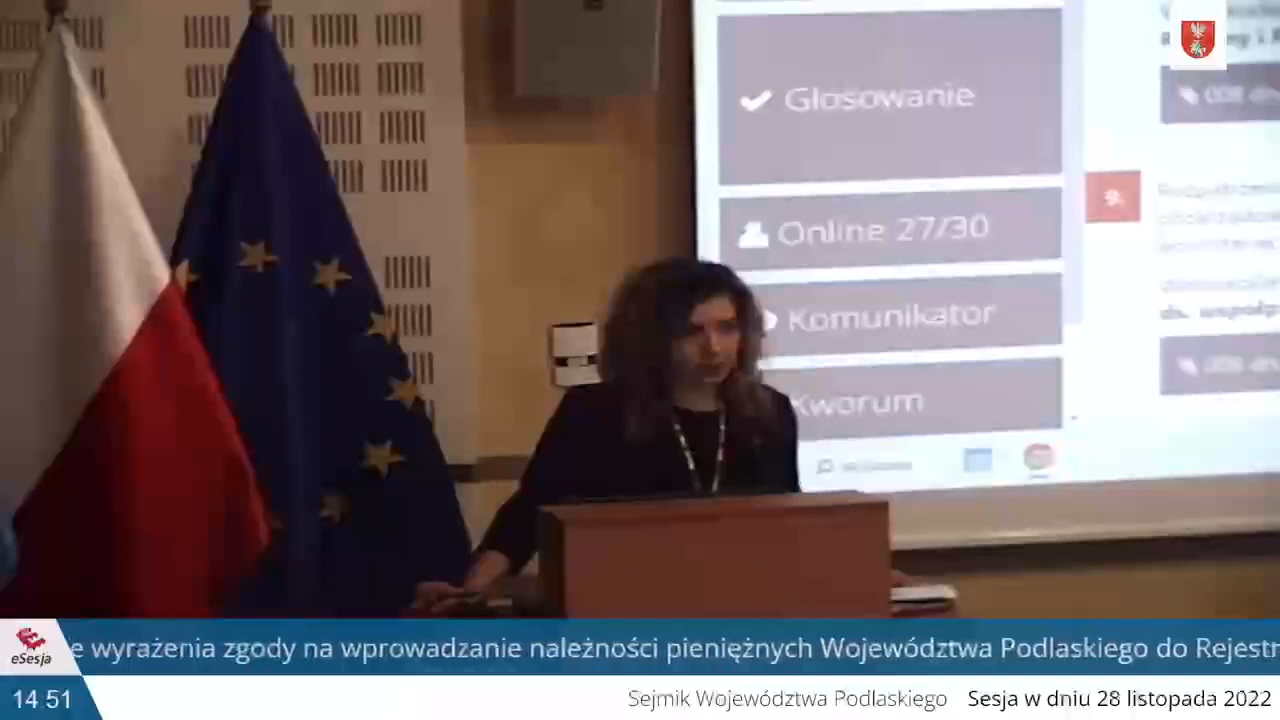 Głosowanie
Online 27/30
Komunikator
Kworum
9.
eSesja
e wyrażenia zgody na wprowadzanie należności pieniężnych Województwa Podlaskiego do Rejestr
14:51
Sejmik Województwa Podlaskiego Sesja w dniu 28 listopada 2022